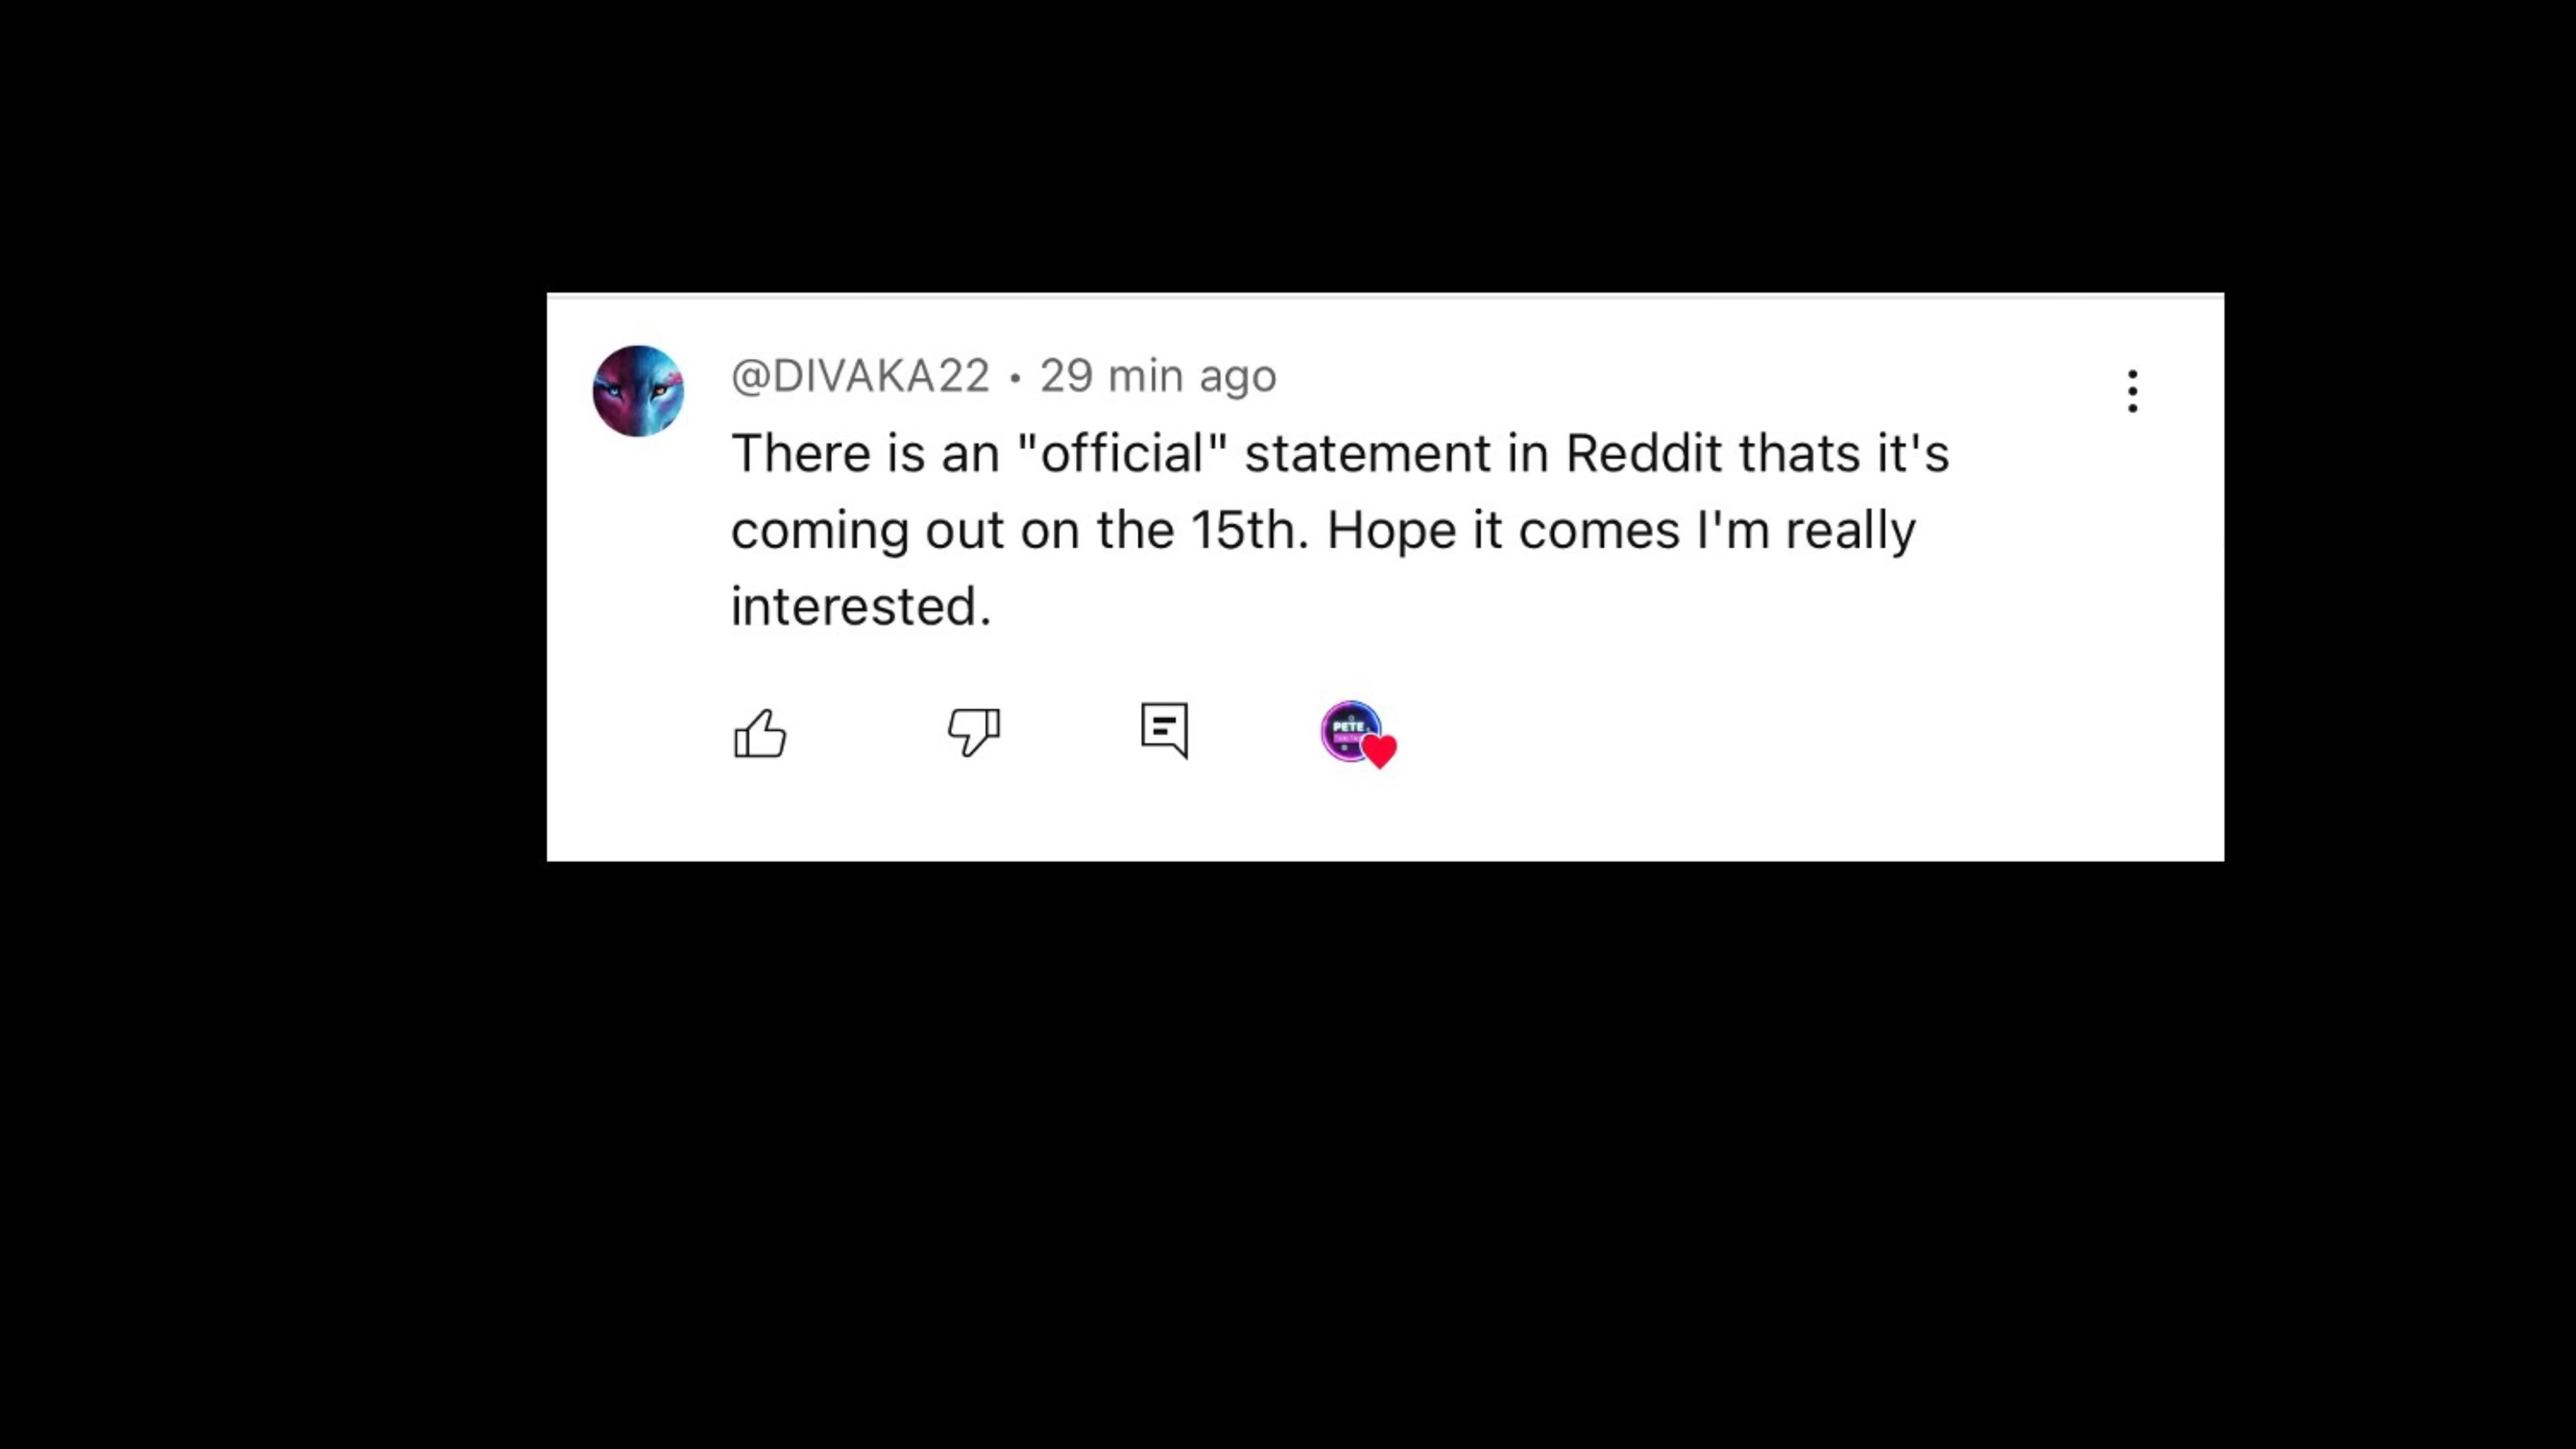 @DIVAKA22 • 29 min ago
There is an "official" statement in Reddit thats it's
coming out on the 15th. Hope it comes I'm really
interested.
PETE